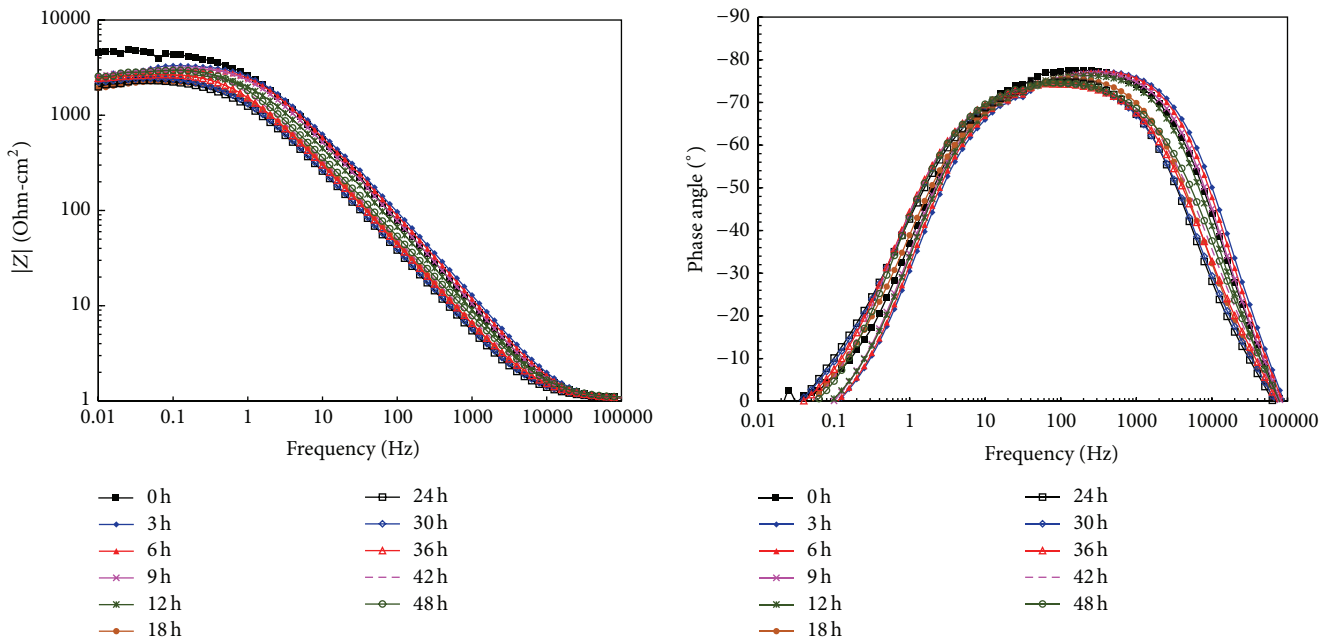 10000
1000
100
10
1
|Z| (Ohm-cm²)
0.01 0.1 1 10 100 1000 10000 100000
Frequency (Hz)
0 h
3 h
6 h
9 h
12 h
18 h
24 h
30 h
36 h
42 h
48 h
−90
−80
−70
−60
−50
−40
−30
−20
−10
0
Phase angle (°)
0.01 0.1 1 10 100 1000 10000 100000
Frequency (Hz)
0 h
3 h
6 h
9 h
12 h
18 h
24 h
30 h
36 h
42 h
48 h